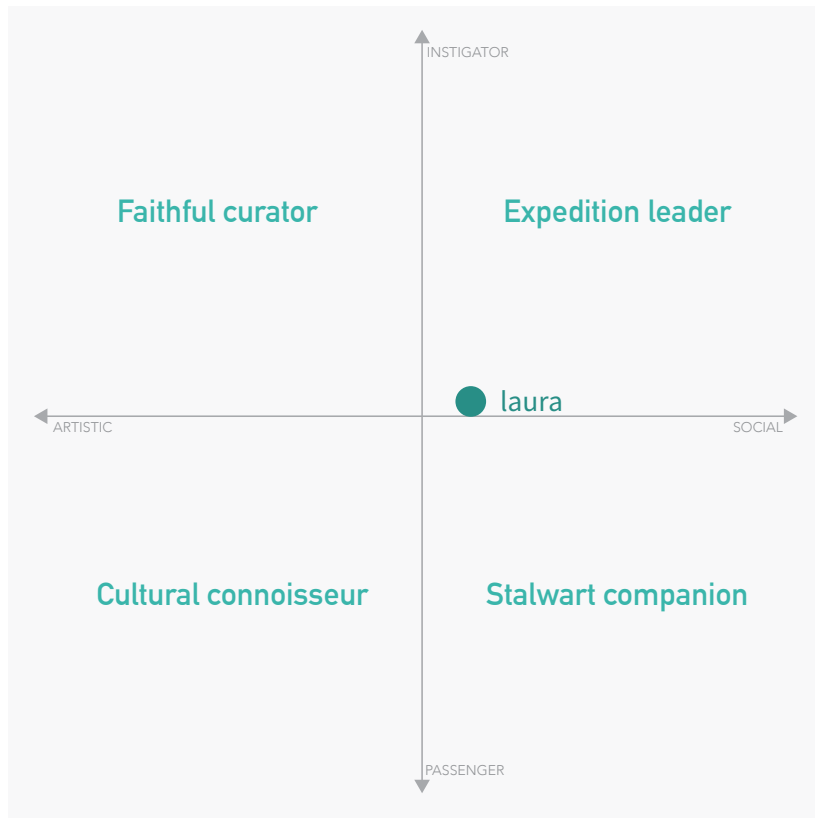 INSTIGATOR
Faithful curator
Expedition leader
laura
ARTISTIC
SOCIAL
Cultural connoisseur
Stalwart companion
PASSENGER